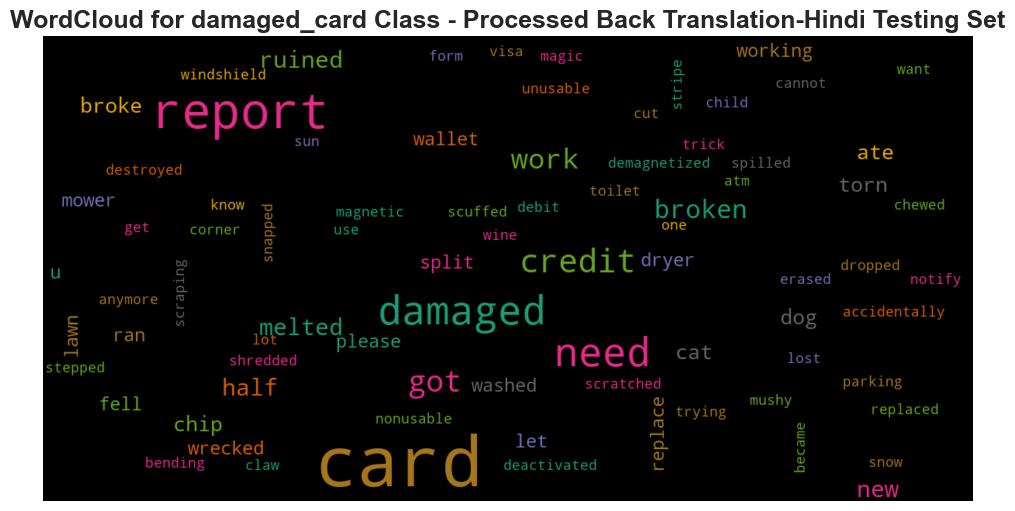 WordCloud for damaged_card Class - Processed Back Translation-Hindi Testing Set
ruined
form
visa
magic
working
windshield
unusable
stripe
cannot
want
broke
report
cut
child
sun
wallet
work
trick
demagnetized
spilled
ate
destroyed
toilet
atm
torn
mower
know
snapped
magnetic
scuffed
debit
broken
one
chewed
get
corner
use
wine
u
scraping
split
credit
dryer
erased
dropped
notify
anymore
damaged
dog
accidentally
lawn
ran
melted
lot
please
need
cat
lost
stepped
shredded
half
got
washed
scratched
parking
fell
chip
nonusable
replace
trying
mushy
replaced
wrecked
card
let
became
bending
claw
deactivated
snow
new